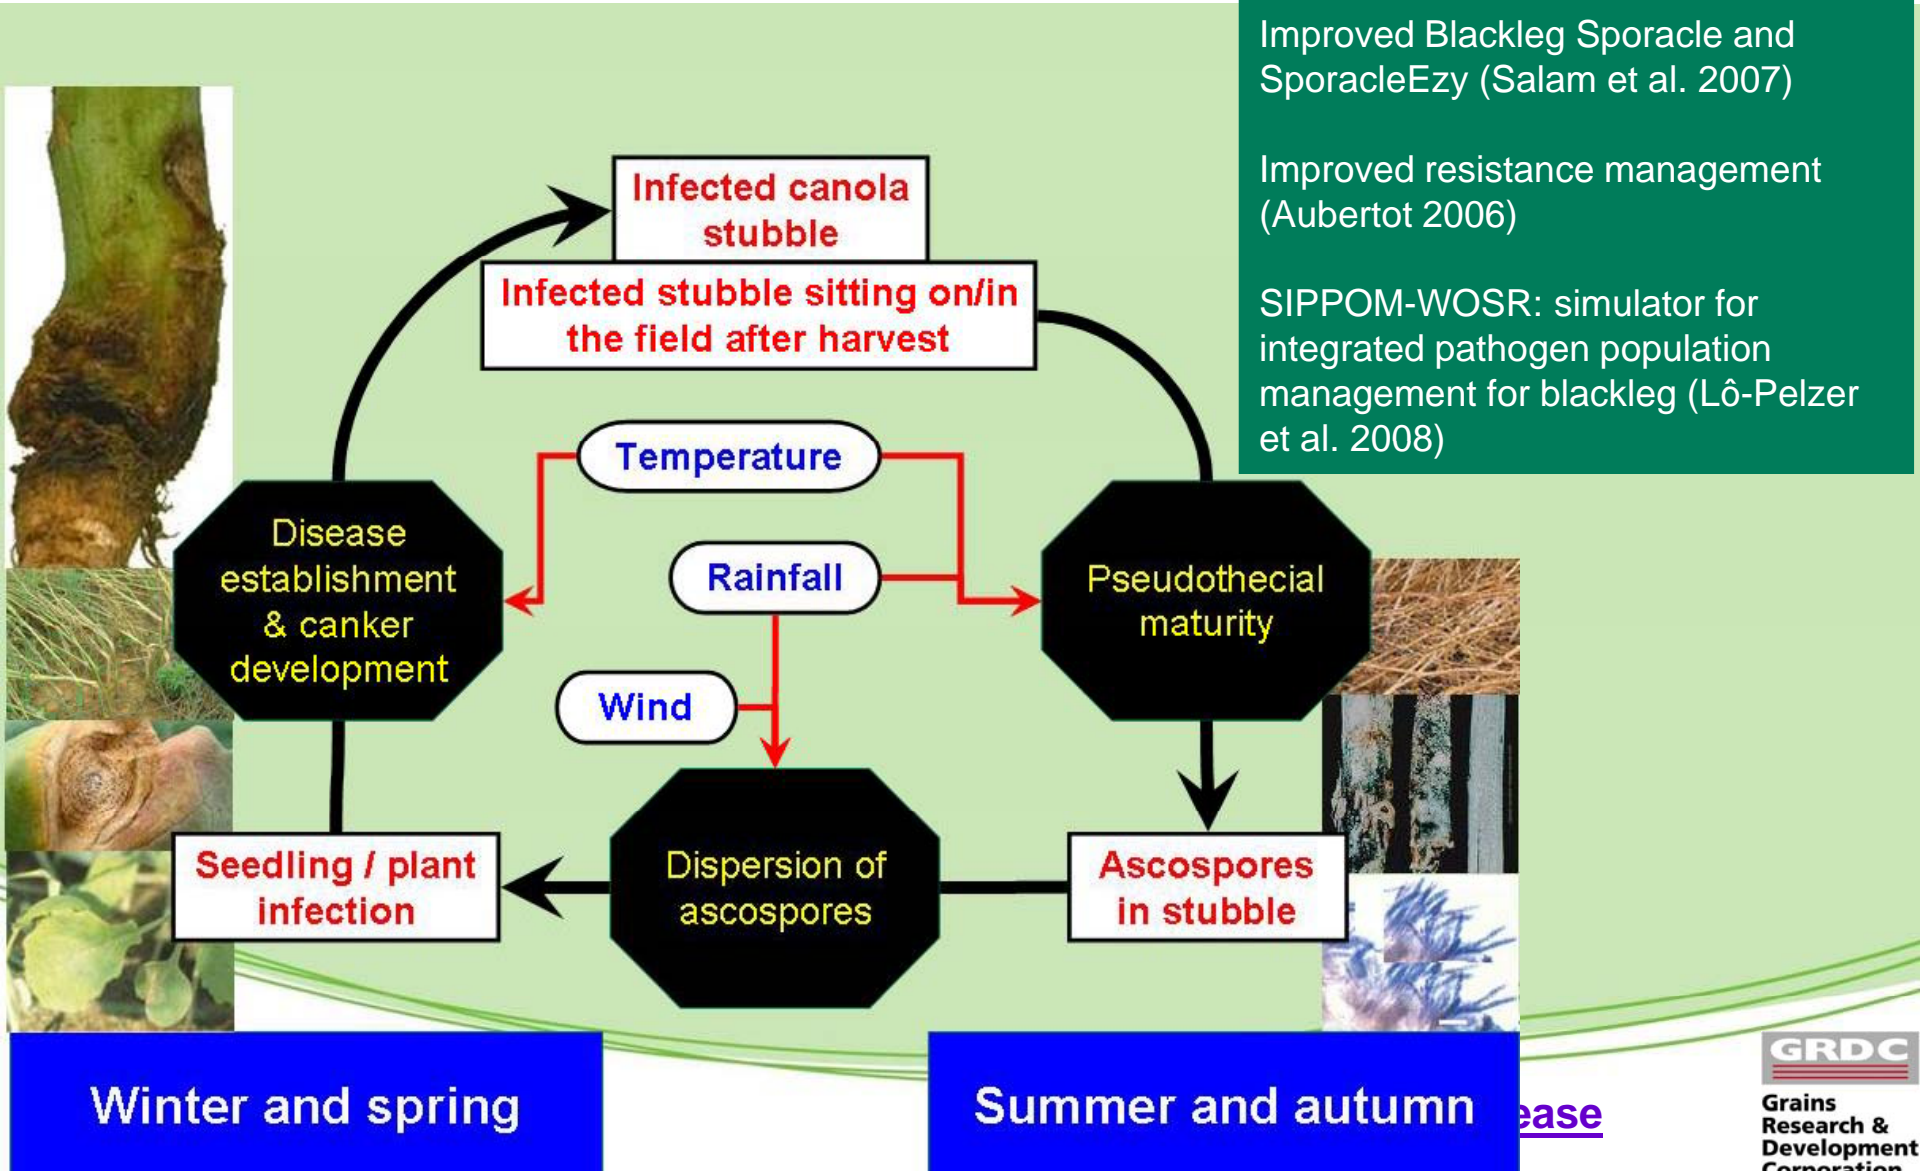 Improved Blackleg Sporacle and
SporacleEzy (Salam et al. 2007)
Improved resistance management
(Aubertot 2006)
SIPPOM-WOSR: simulator for
integrated pathogen population
management for blackleg (Lô-Pelzer
et al. 2008)
Infected canola
stubble
Infected stubble sitting on/in
the field after harvest
Temperature
Rainfall
Wind
Disease
establishment
& canker
development
Pseudothecial
maturity
Seedling / plant
infection
Dispersion of
ascospores
Ascospores
in stubble
Winter and spring
Summer and autumn
ease
GRDC
Grains
Research &
Development
Corporation